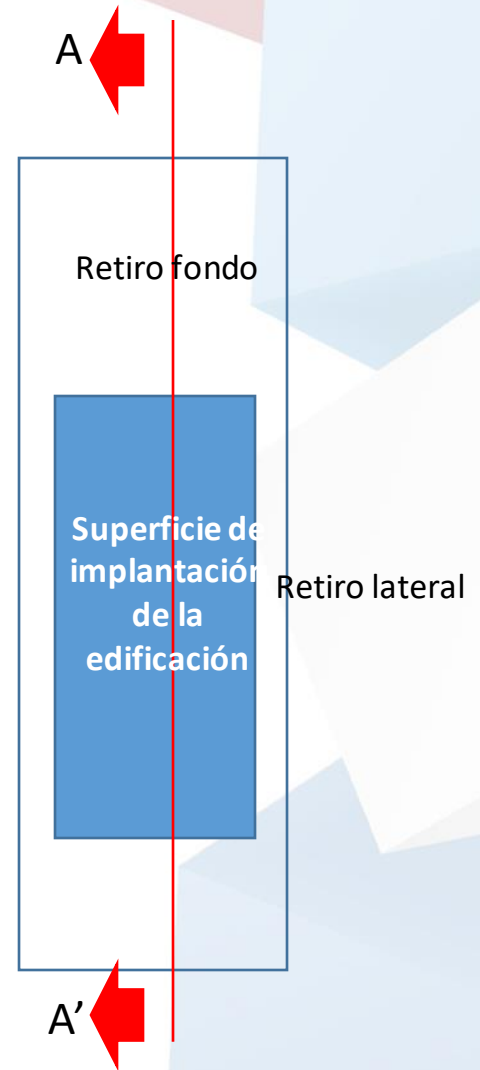 A
Retiro fondo
Superficie de
implantación
de la
edificación
Retiro lateral
A’